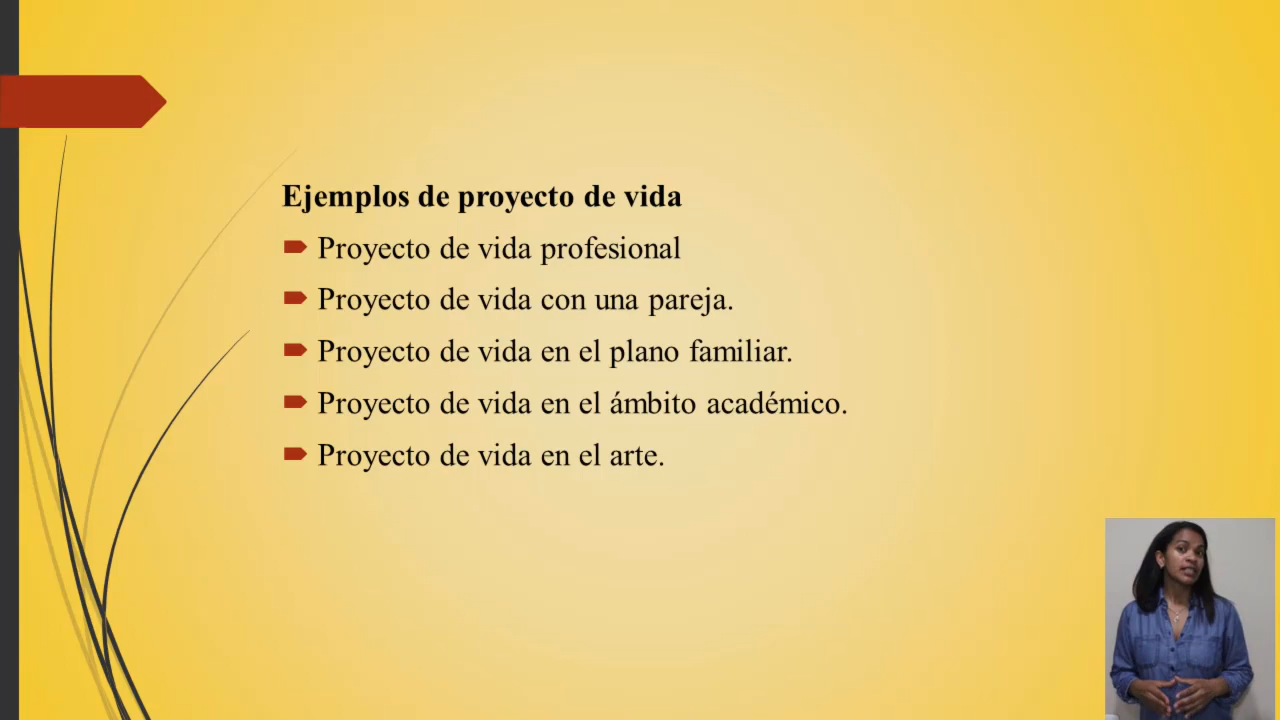 Ejemplos de proyecto de vida
Proyecto de vida profesional
Proyecto de vida con una pareja.
Proyecto de vida en el plano familiar.
Proyecto de vida en el ámbito académico.
Proyecto de vida en el arte.